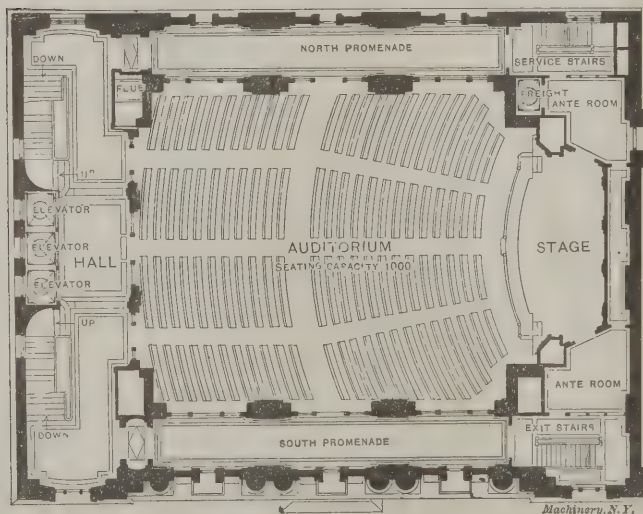 NORTH PROMENADE
DOWN
SERVICE STAIRS
FLUE
FREIGHT
ANTE ROOM
UP
ELEVATOR
ELEVATOR
HALL
AUDITORIUM
SEATING CAPACITY 1000
STAGE
ELEVATOR
UP
ANTE ROOM
DOWN
SOUTH PROMENADE
EXIT STAIRS
Machinery, N.Y.